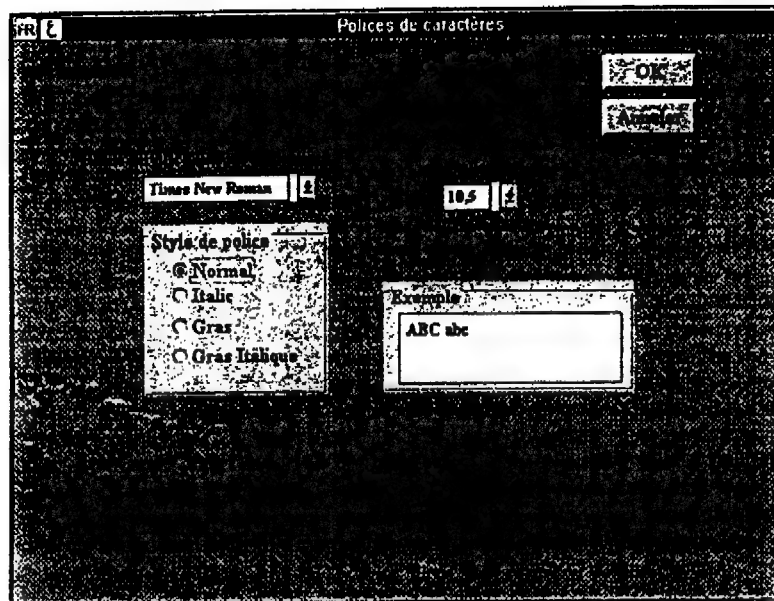 FR ع
Polices de caractères
OK
Annuler
Times New Roman
10,5
Style de police
Normal
Italic
Gras
Gras Italique
Exemple
ABC abc